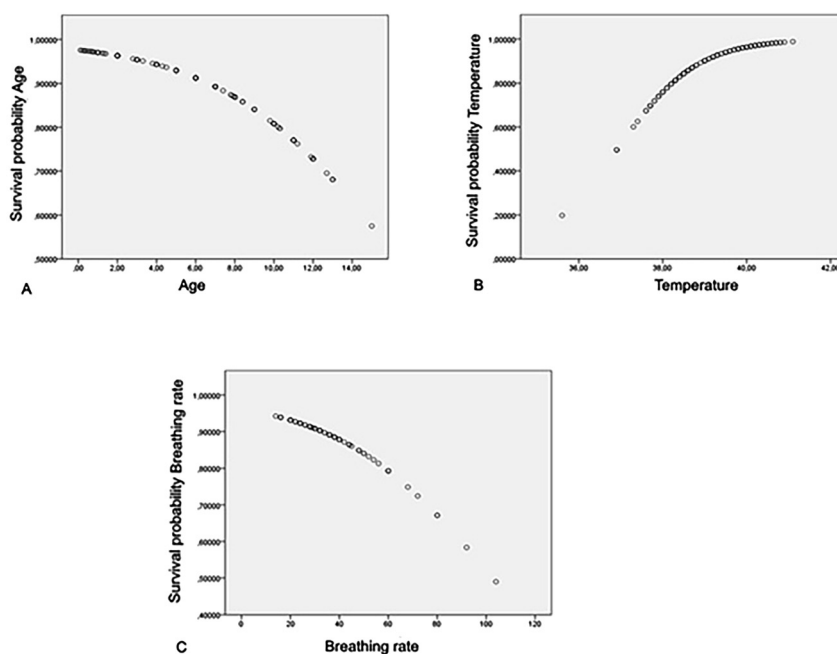 Survival probability Age
1,00000
,90000
,80000
,70000
,60000
,50000
,00 2,00 4,00 6,00 8,00 10,00 12,00 14,00
A
Age
Survival probability Temperature
1,00000
,80000
,60000
,40000
,20000
,00000
36,00 38,00 40,00 42,00
B
Temperature
Survival probability Breathing rate
1,00000
,90000
,80000
,70000
,60000
,50000
,40000
0 20 40 60 80 100 120
C
Breathing rate